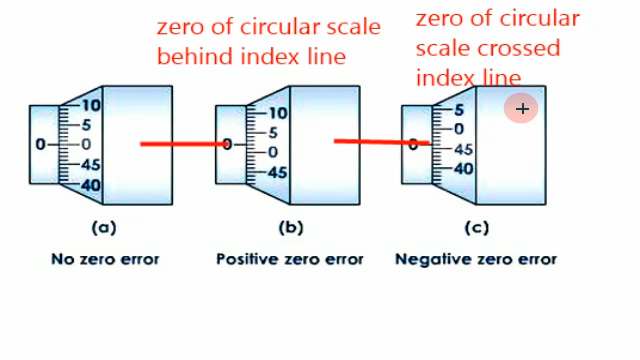 zero of circular scale
behind index line
zero of circular
scale crossed
index line
10
5
0 0
45
40
10
5
0 0
45
5
0
0 45
40
(a)
(b)
(c)
No zero error
Positive zero error
Negative zero error